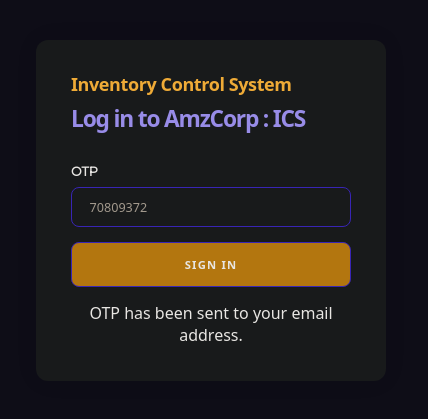 Inventory Control System
Log in to AmzCorp : ICS
OTP
70809372
SIGN IN
OTP has been sent to your email
address.